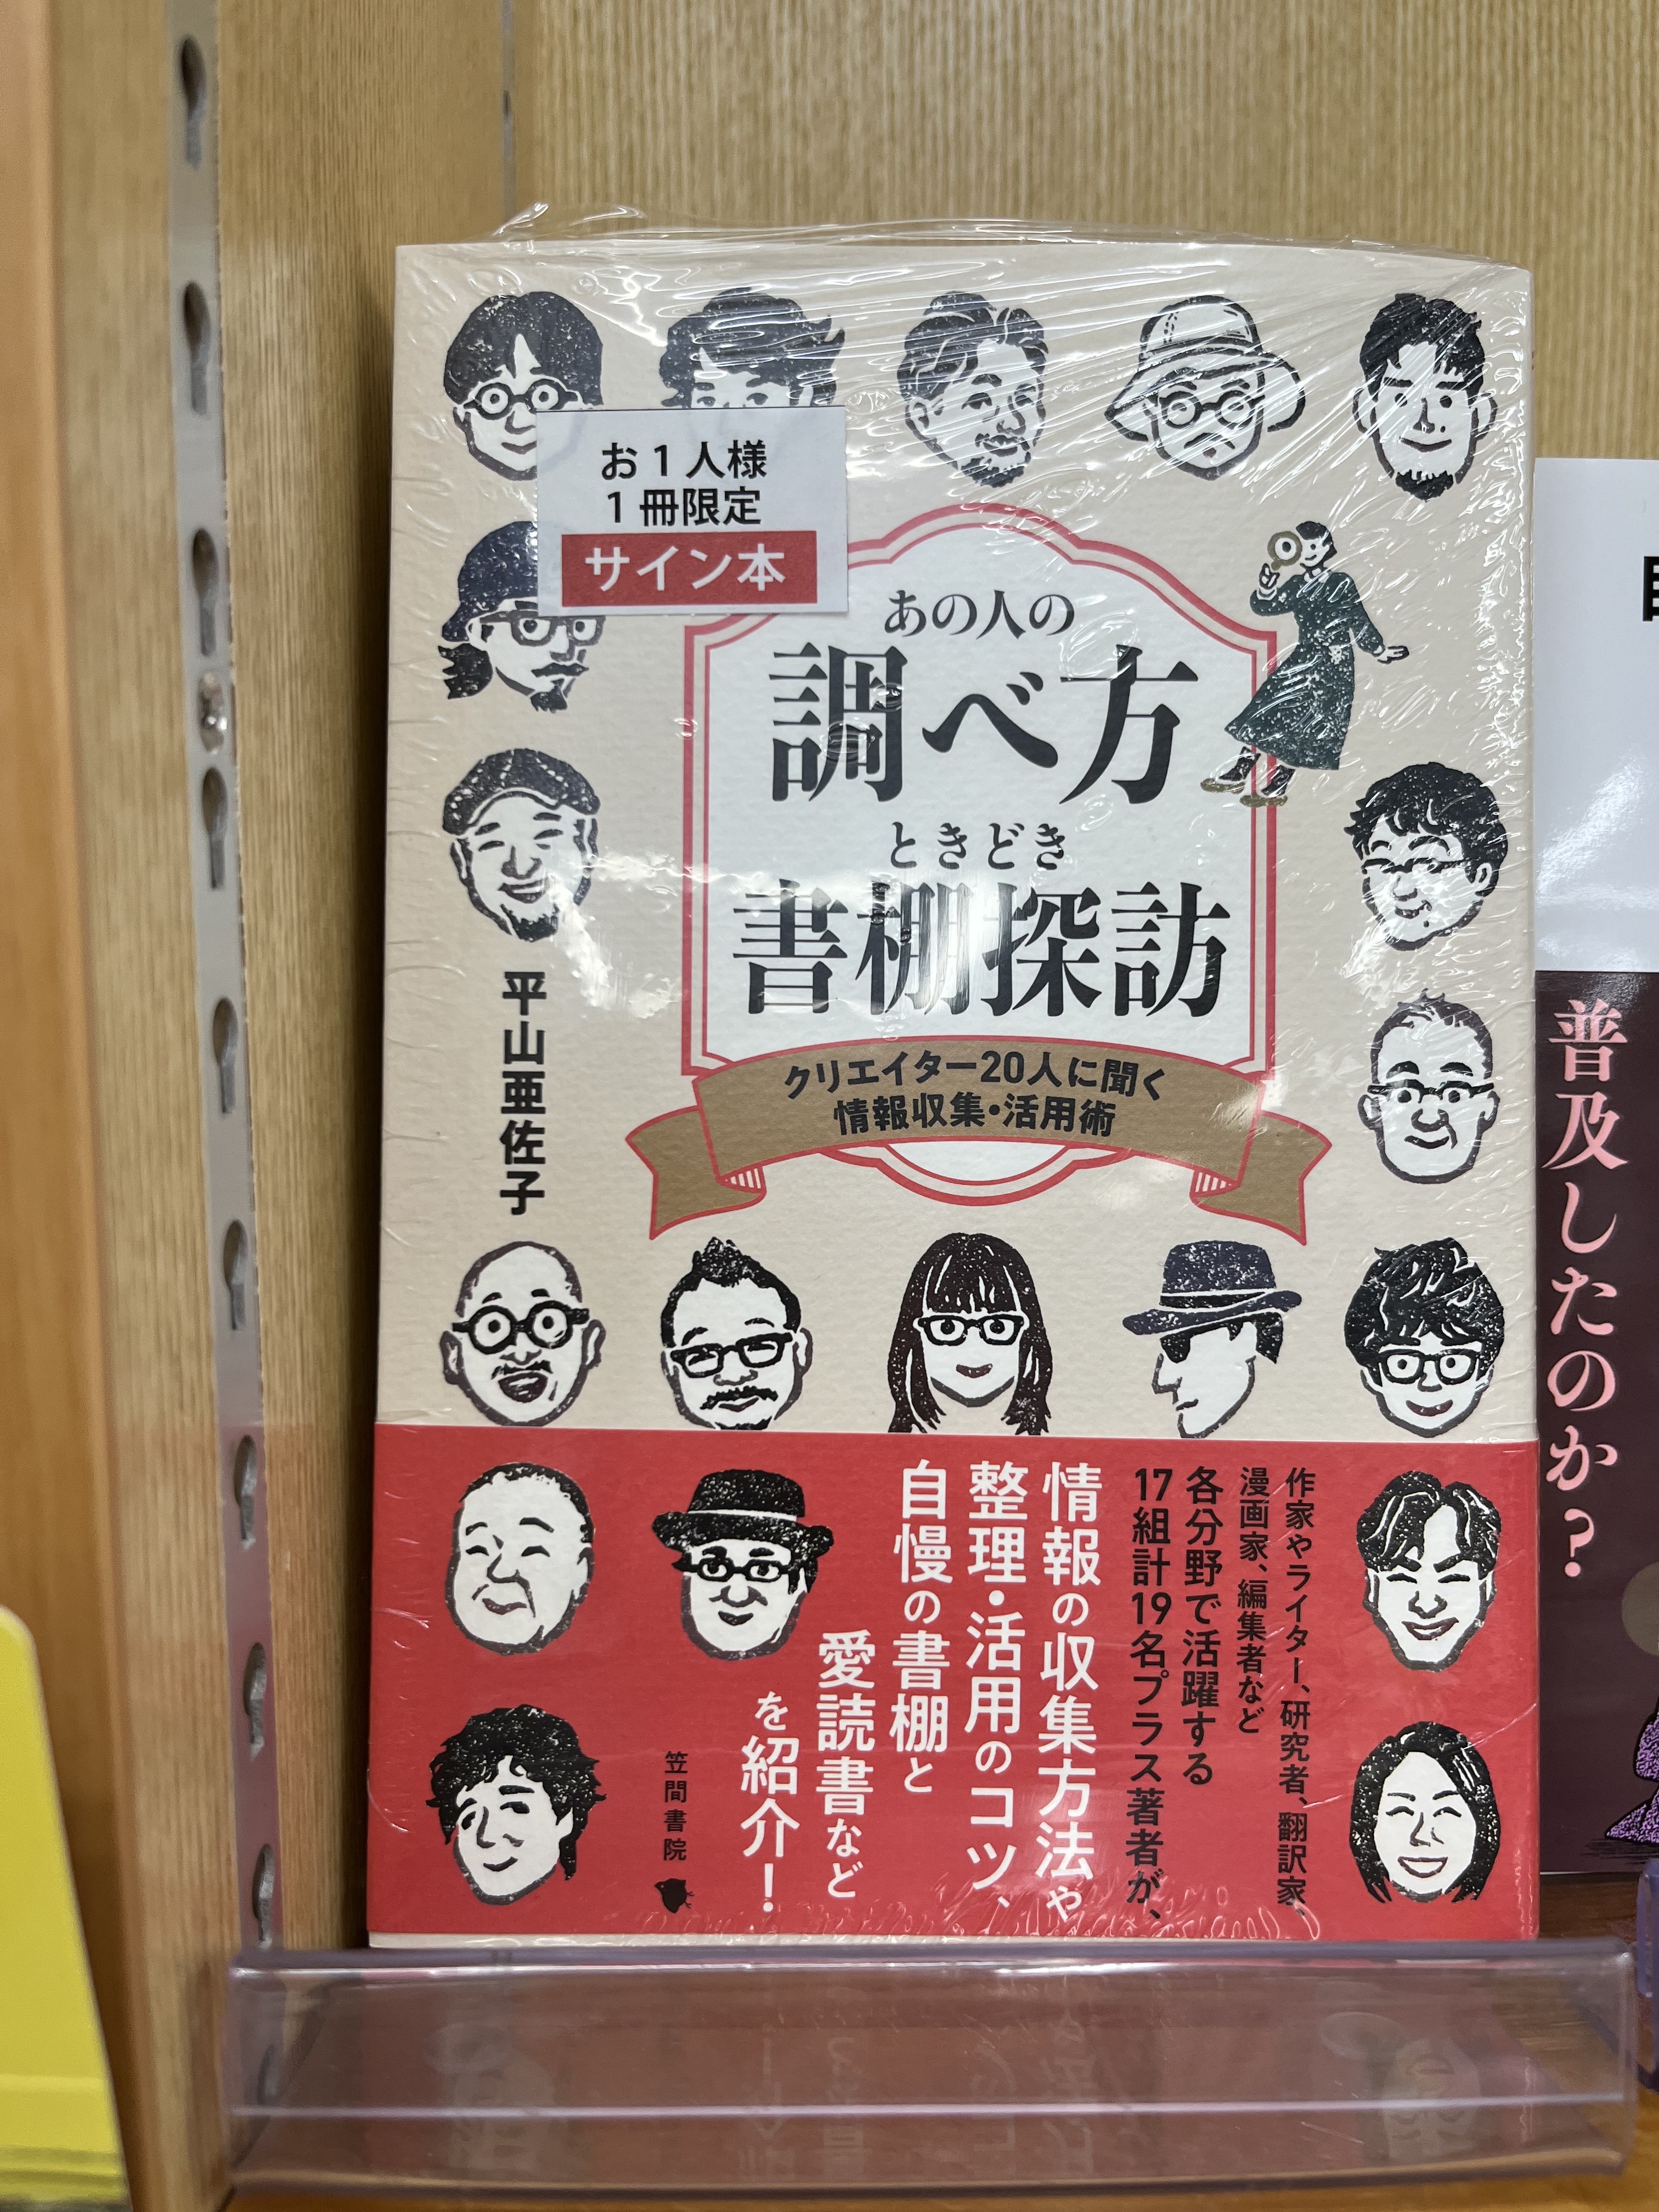 お1人様
1冊限定
サイン本
あの人の
調べ方
ときどき
書棚探訪
クリエイター20人に聞く
情報収集・活用術
平山亜佐子
作家やライター、研究者、翻訳家、
漫画家、編集者など
各分野で活躍する
17組計19名プラス著者が、
情報の収集方法や
整理・活用のコツ、
自慢の書棚と
愛読書など
を紹介!
笠間書院
普及したのか?